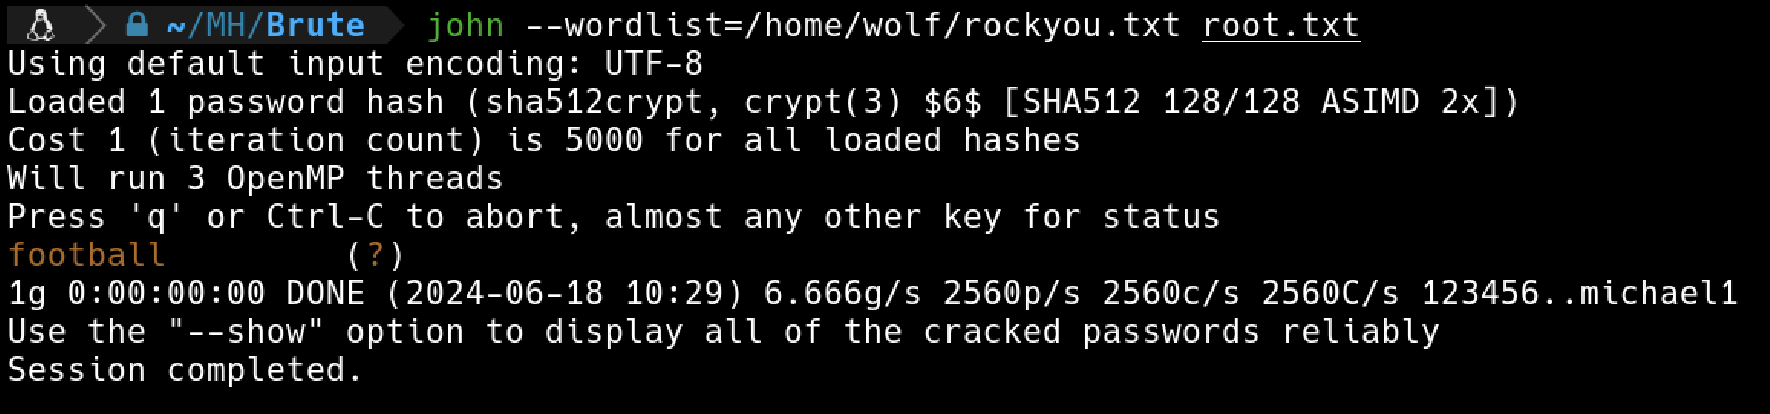 ~/MH/Brute john --wordlist=/home/wolf/rockyou.txt root.txt
Using default input encoding: UTF-8
Loaded 1 password hash (sha512crypt, crypt(3) $6$ [SHA512 128/128 ASIMD 2x])
Cost 1 (iteration count) is 5000 for all loaded hashes
Will run 3 OpenMP threads
Press 'q' or Ctrl-C to abort, almost any other key for status
football         (?)
1g 0:00:00:00 DONE (2024-06-18 10:29) 6.666g/s 2560p/s 2560c/s 2560C/s 123456..michael1
Use the "--show" option to display all of the cracked passwords reliably
Session completed.